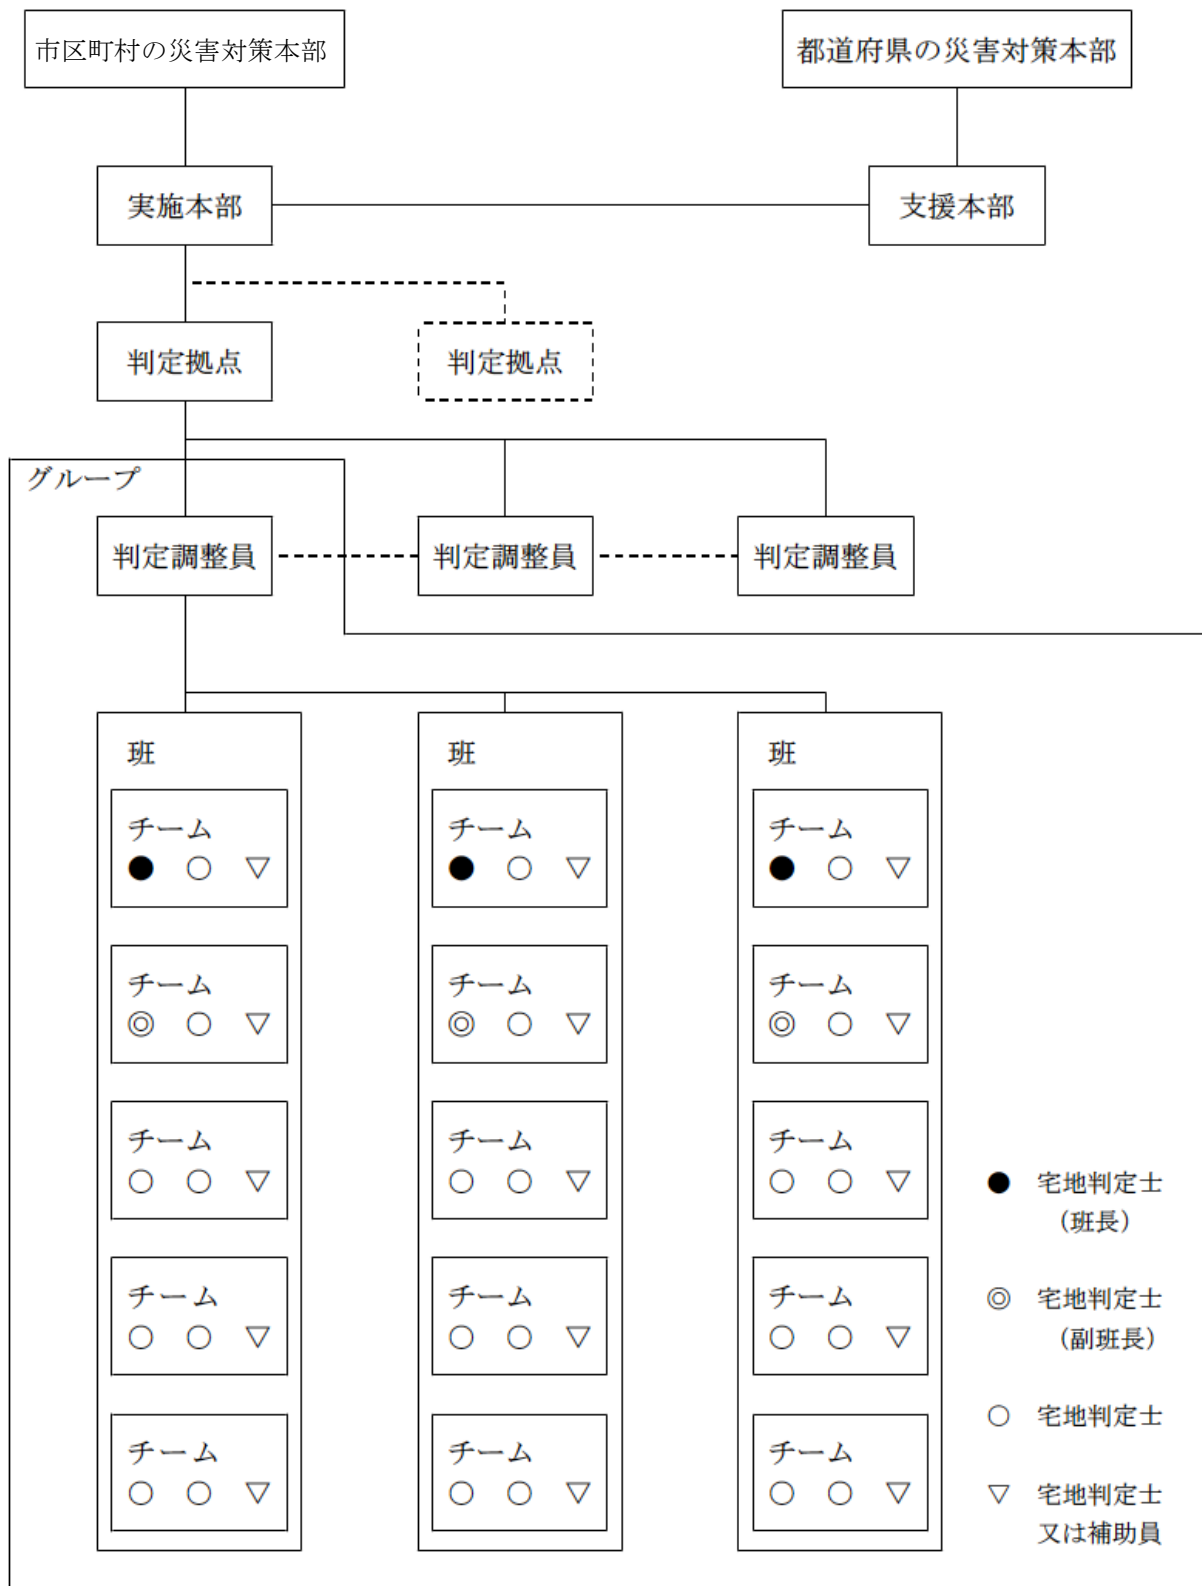 市区町村の災害対策本部
都道府県の災害対策本部
実施本部
支援本部
判定拠点
判定拠点
グループ
判定調整員
判定調整員
判定調整員
班
班
班
チーム
チーム
チーム
● ○ ▽
● ○ ▽
● ○ ▽
チーム
チーム
チーム
◎ ○ ▽
◎ ○ ▽
◎ ○ ▽
チーム
チーム
チーム
○ ○ ▽
○ ○ ▽
○ ○ ▽
チーム
チーム
チーム
○ ○ ▽
○ ○ ▽
○ ○ ▽
チーム
チーム
チーム
○ ○ ▽
○ ○ ▽
○ ○ ▽
● 宅地判定士
（班長）
◎ 宅地判定士
（副班長）
○ 宅地判定士
▽ 宅地判定士
又は補助員